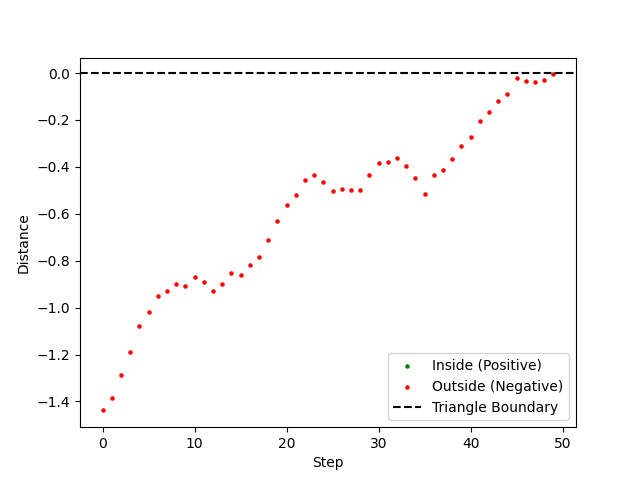 0.0
−0.2
−0.4
−0.6
−0.8
−1.0
−1.2
−1.4
Distance
Inside (Positive)
Outside (Negative)
Triangle Boundary
0 10 20 30 40 50
Step